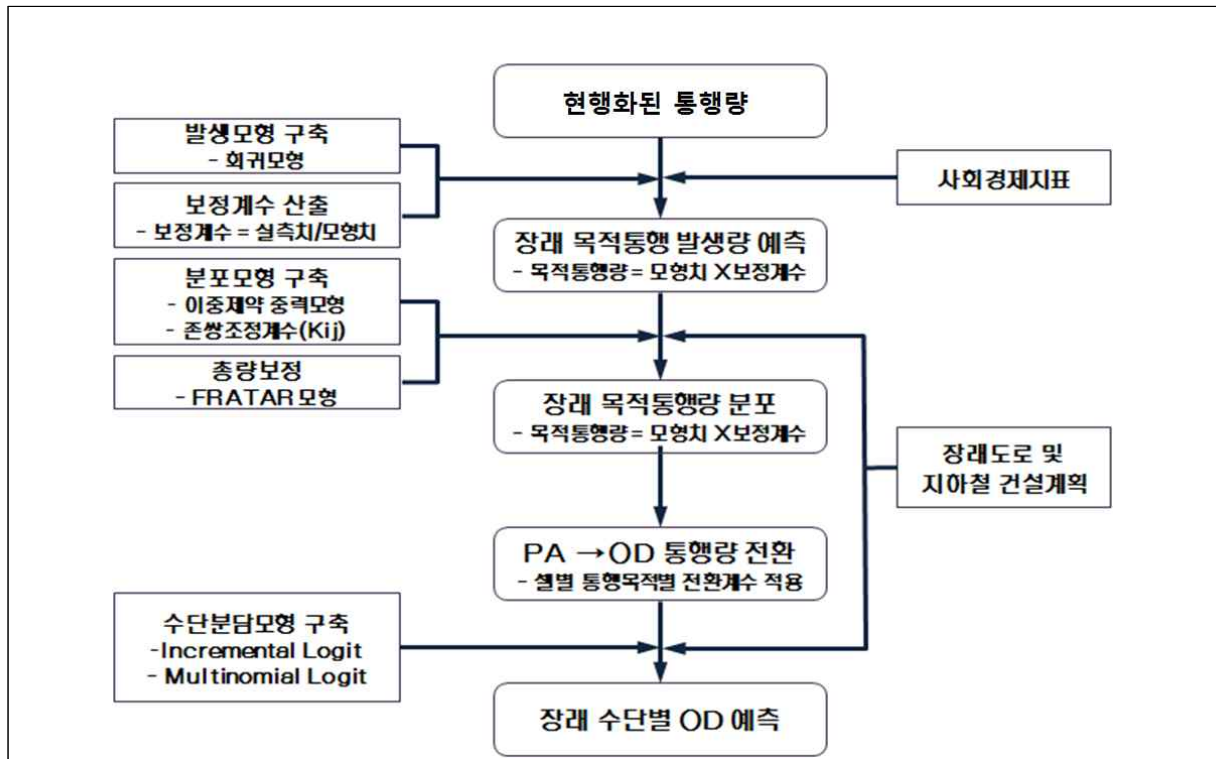 현행화된 통행량
발생모형 구축
- 회귀모형
보정계수 산출
- 보정계수 = 실측치/모형치
사회경제지표
장래 목적통행 발생량 예측
- 목적통행량 = 모형치 X보정계수
분포모형 구축
- 이중제약 중력모형
- 존쌍조정계수(Kij)
총량보정
- FRATAR 모형
장래 목적통행량 분포
- 목적통행량 = 모형치 X보정계수
장래도로 및
지하철 건설계획
PA →OD 통행량 전환
- 셀별 통행목적별 전환계수 적용
수단분담모형 구축
-Incremental Logit
- Multinomial Logit
장래 수단별 OD 예측